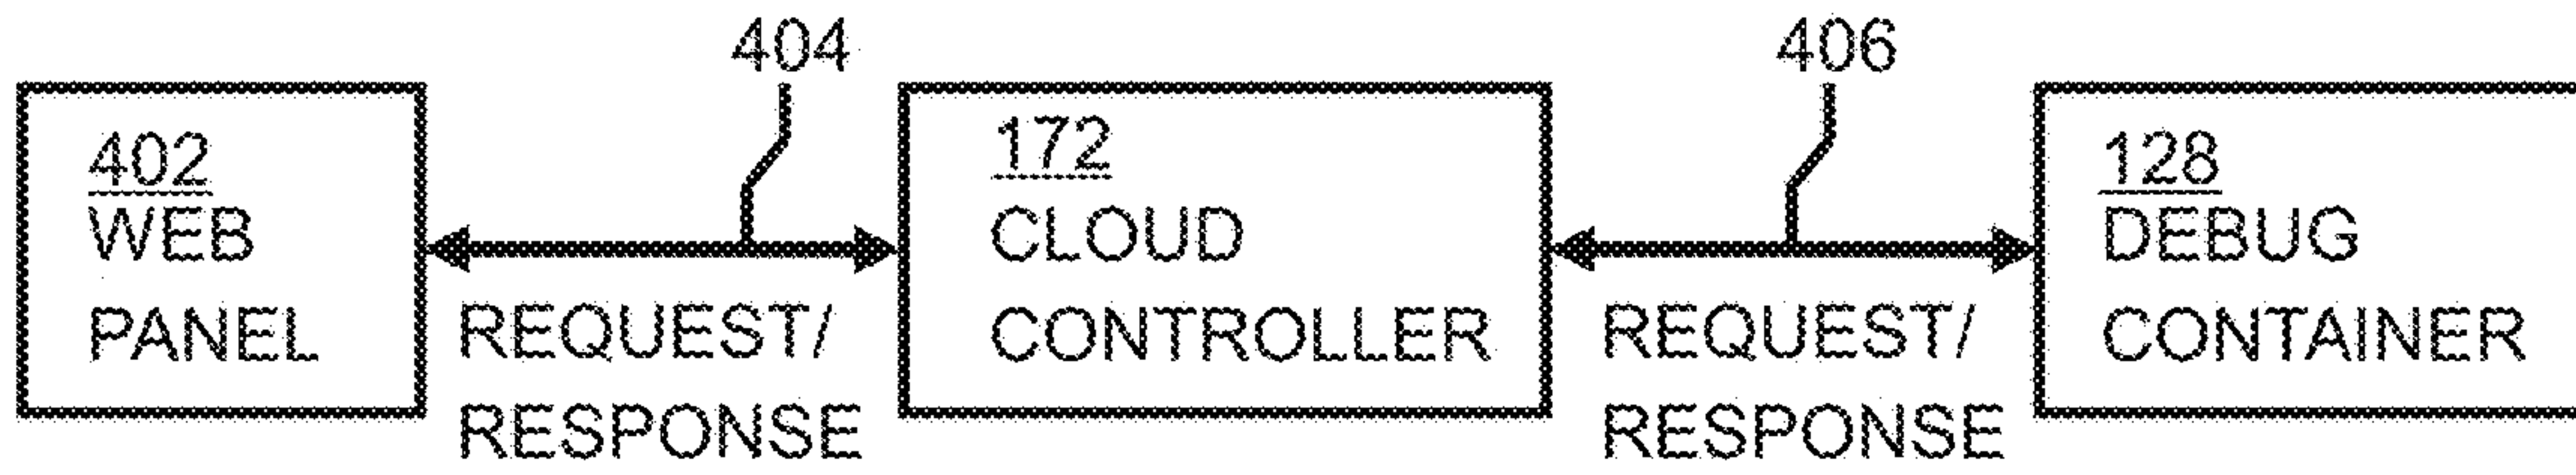 404
406
402
WEB
PANEL
REQUEST/
RESPONSE
172
CLOUD
CONTROLLER
REQUEST/
RESPONSE
128
DEBUG
CONTAINER